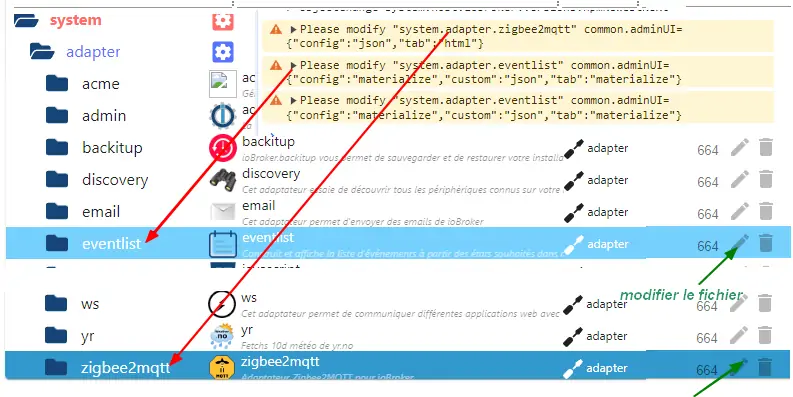 system
Please modify "system.adapter.zigbee2mqtt" common.adminUI=
{"config":"json","tab":"html"}
adapter
Please modify "system.adapter.eventlist" common.adminUI=
{"config":"materialize","custom":"json","tab":"materialize"}
acme
ac
Gé
Please modify "system.adapter.eventlist" common.adminUI=
{"config":"materialize","custom":"json","tab":"materialize"}
admin
ac
backitup
backitup
ioBroker.backitup vous permet de sauvegarder et de restaurer votre installa
adapter
664
discovery
discovery
Cet adaptateur essaie de découvrir tous les périphériques connus sur votre
adapter
664
email
email
Cet adaptateur permet d'envoyer des emails de ioBroker
adapter
664
eventlist
eventlist
Construit et affiche la liste d'événements à partir des états souhaités dans
adapter
664
javascript
modifier le fichier
ws
ws
Cet adaptateur permet de communiquer différentes applications web avec
adapter
664
yr
yr
Fetchs 10d météo de yr.no
adapter
664
zigbee2mqtt
zigbee2mqtt
Adaptateur Zigbee2MQTT pour ioBroker
adapter
664